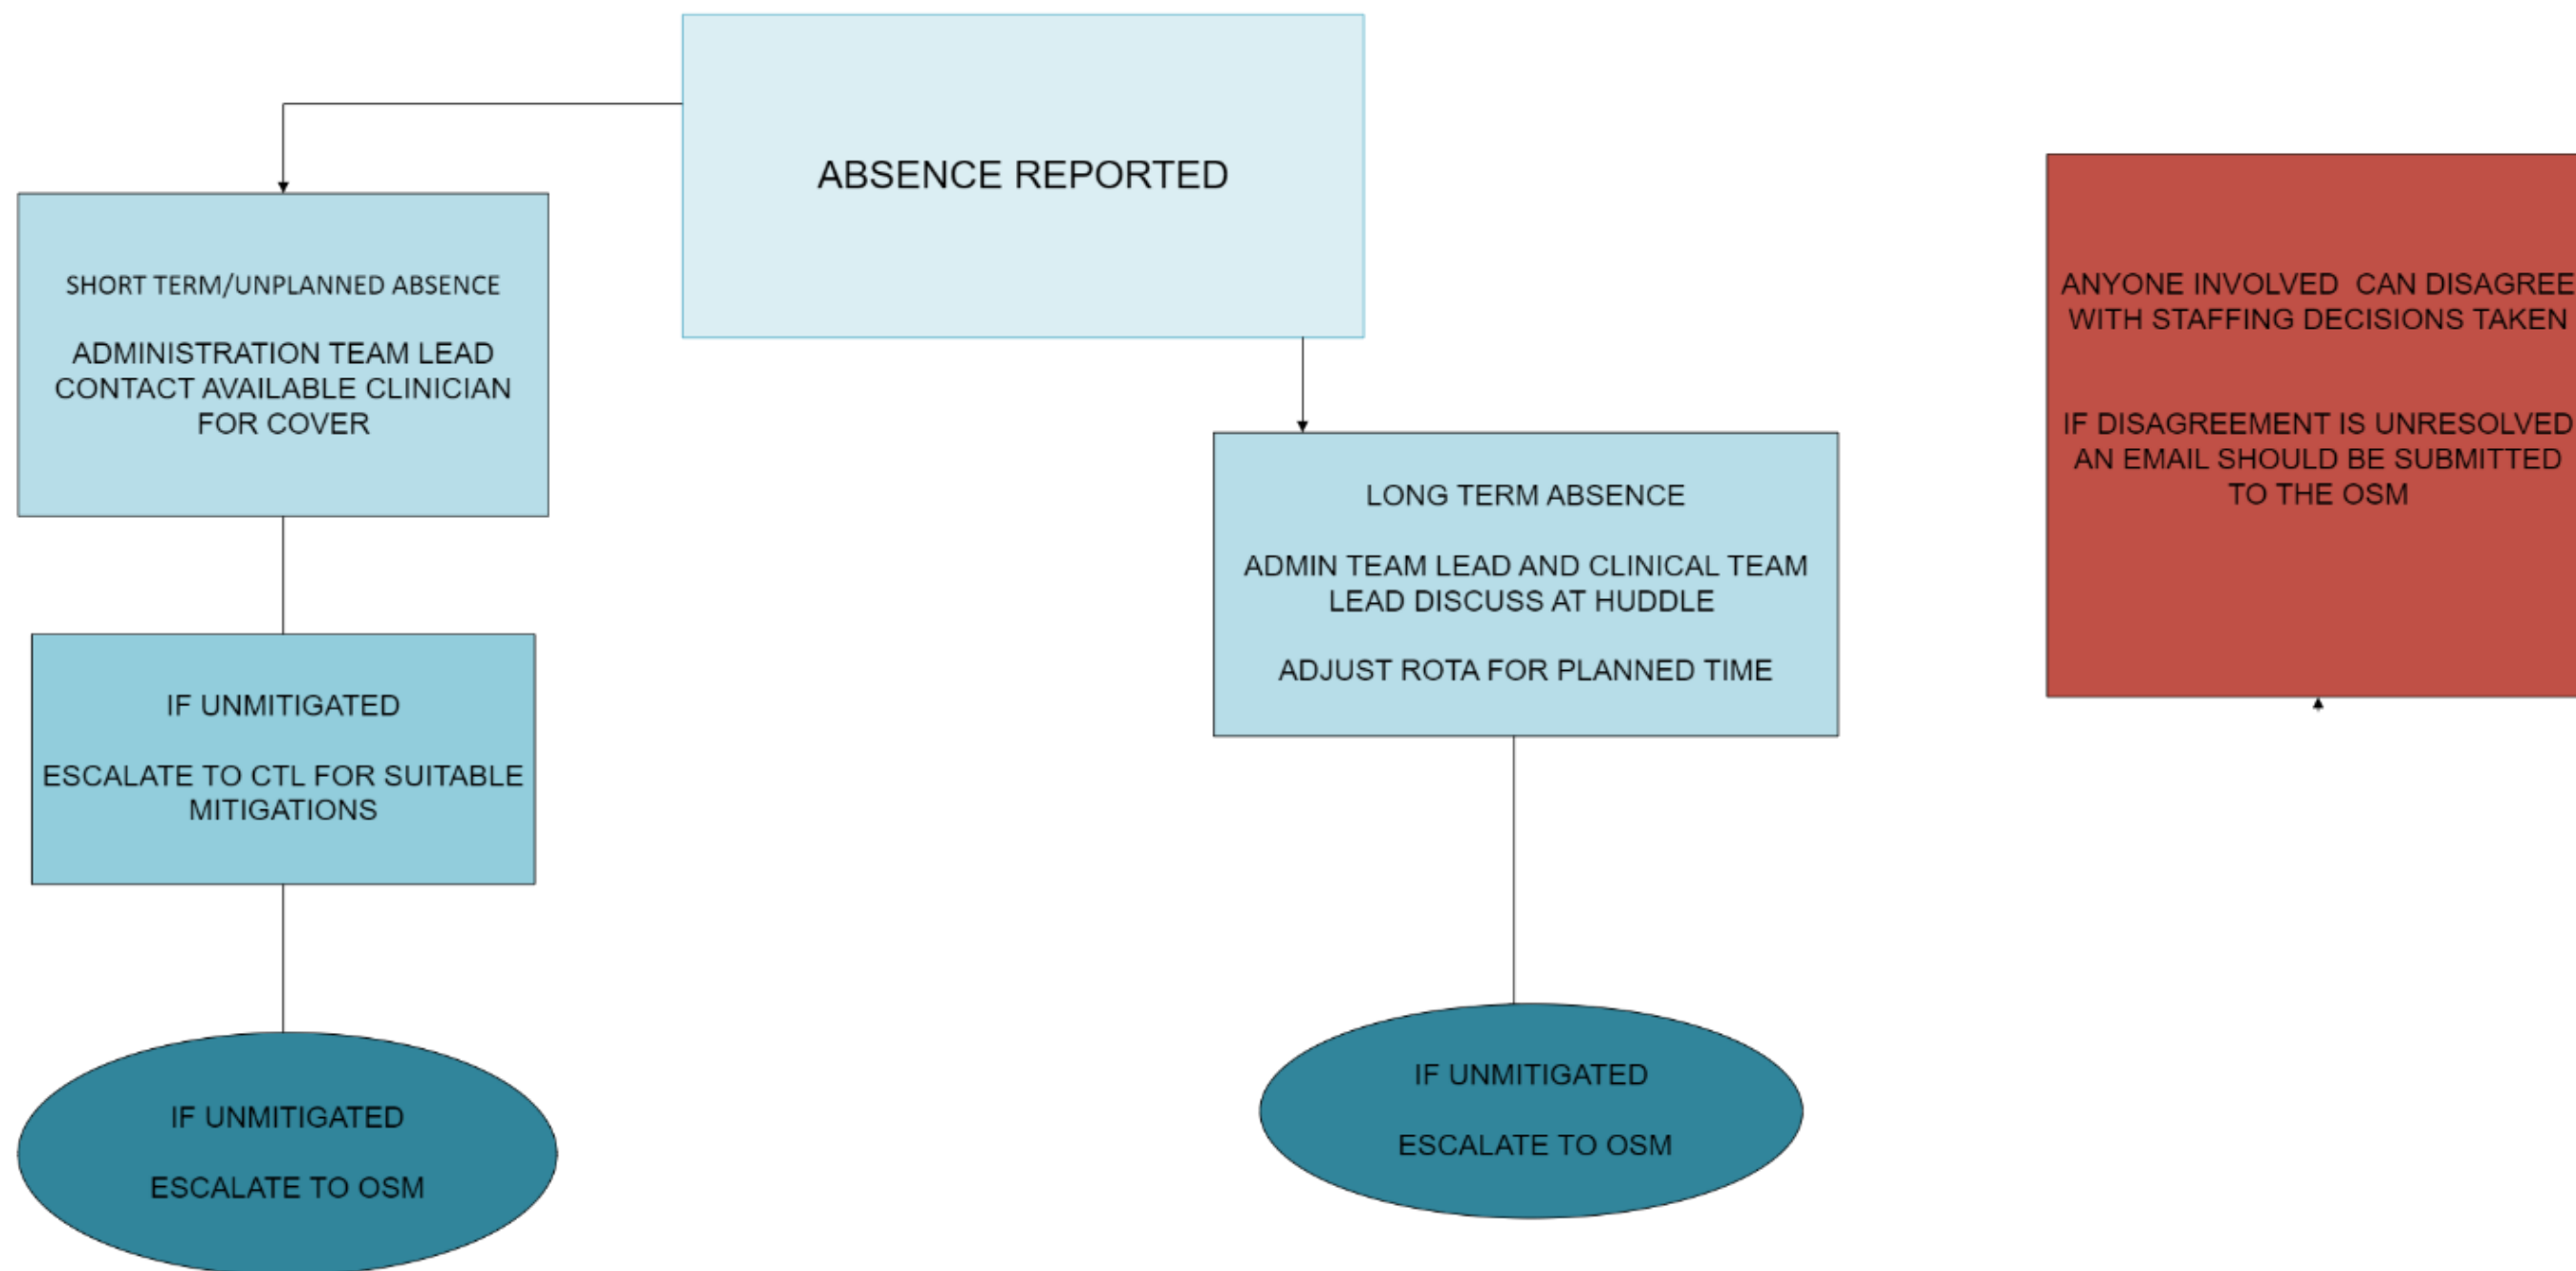 ABSENCE REPORTED
SHORT TERM/UNPLANNED ABSENCE
ADMINISTRATION TEAM LEAD
CONTACT AVAILABLE CLINICIAN
FOR COVER
IF UNMITIGATED
ESCALATE TO CTL FOR SUITABLE
MITIGATIONS
IF UNMITIGATED
ESCALATE TO OSM
LONG TERM ABSENCE
ADMIN TEAM LEAD AND CLINICAL TEAM
LEAD DISCUSS AT HUDDLE
ADJUST ROTA FOR PLANNED TIME
IF UNMITIGATED
ESCALATE TO OSM
ANYONE INVOLVED  CAN DISAGREE
WITH STAFFING DECISIONS TAKEN
IF DISAGREEMENT IS UNRESOLVED
AN EMAIL SHOULD BE SUBMITTED
TO THE OSM